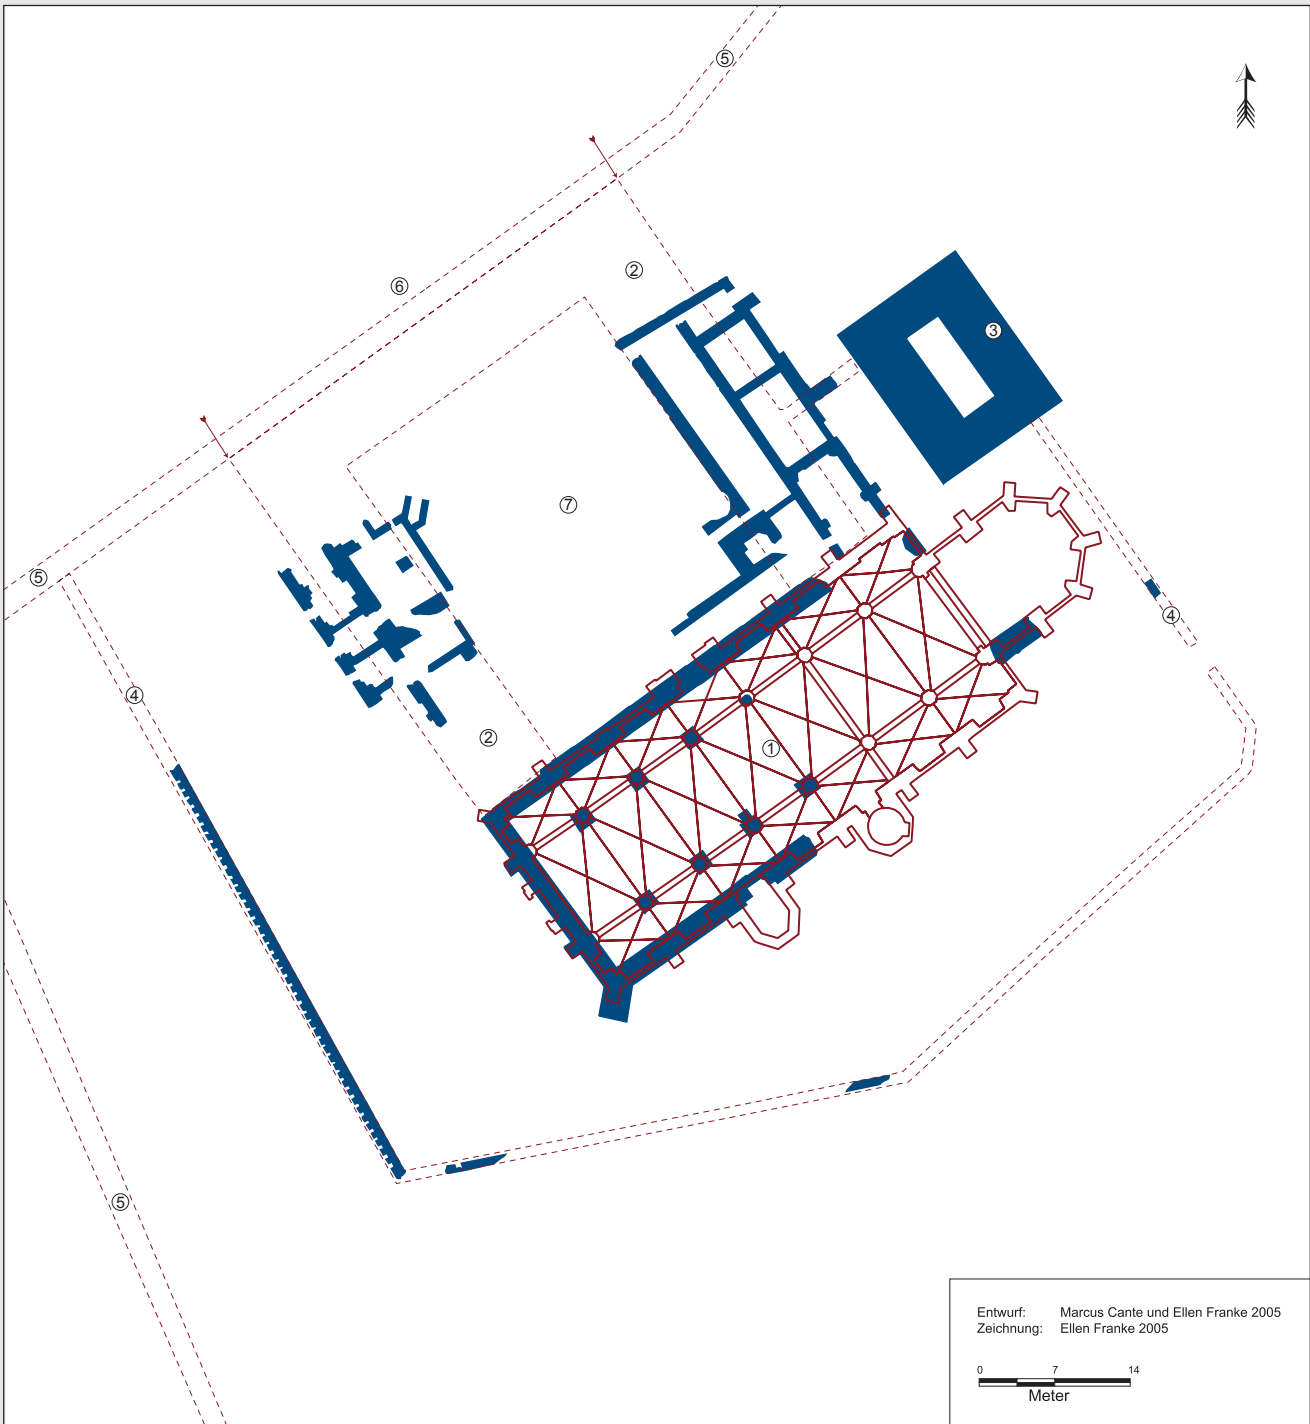 ⑤
②
⑥
③
⑦
⑤
④
④
②
①
⑤
Entwurf: Marcus Cante und Ellen Franke 2005
Zeichnung: Ellen Franke 2005
0 7 14
Meter